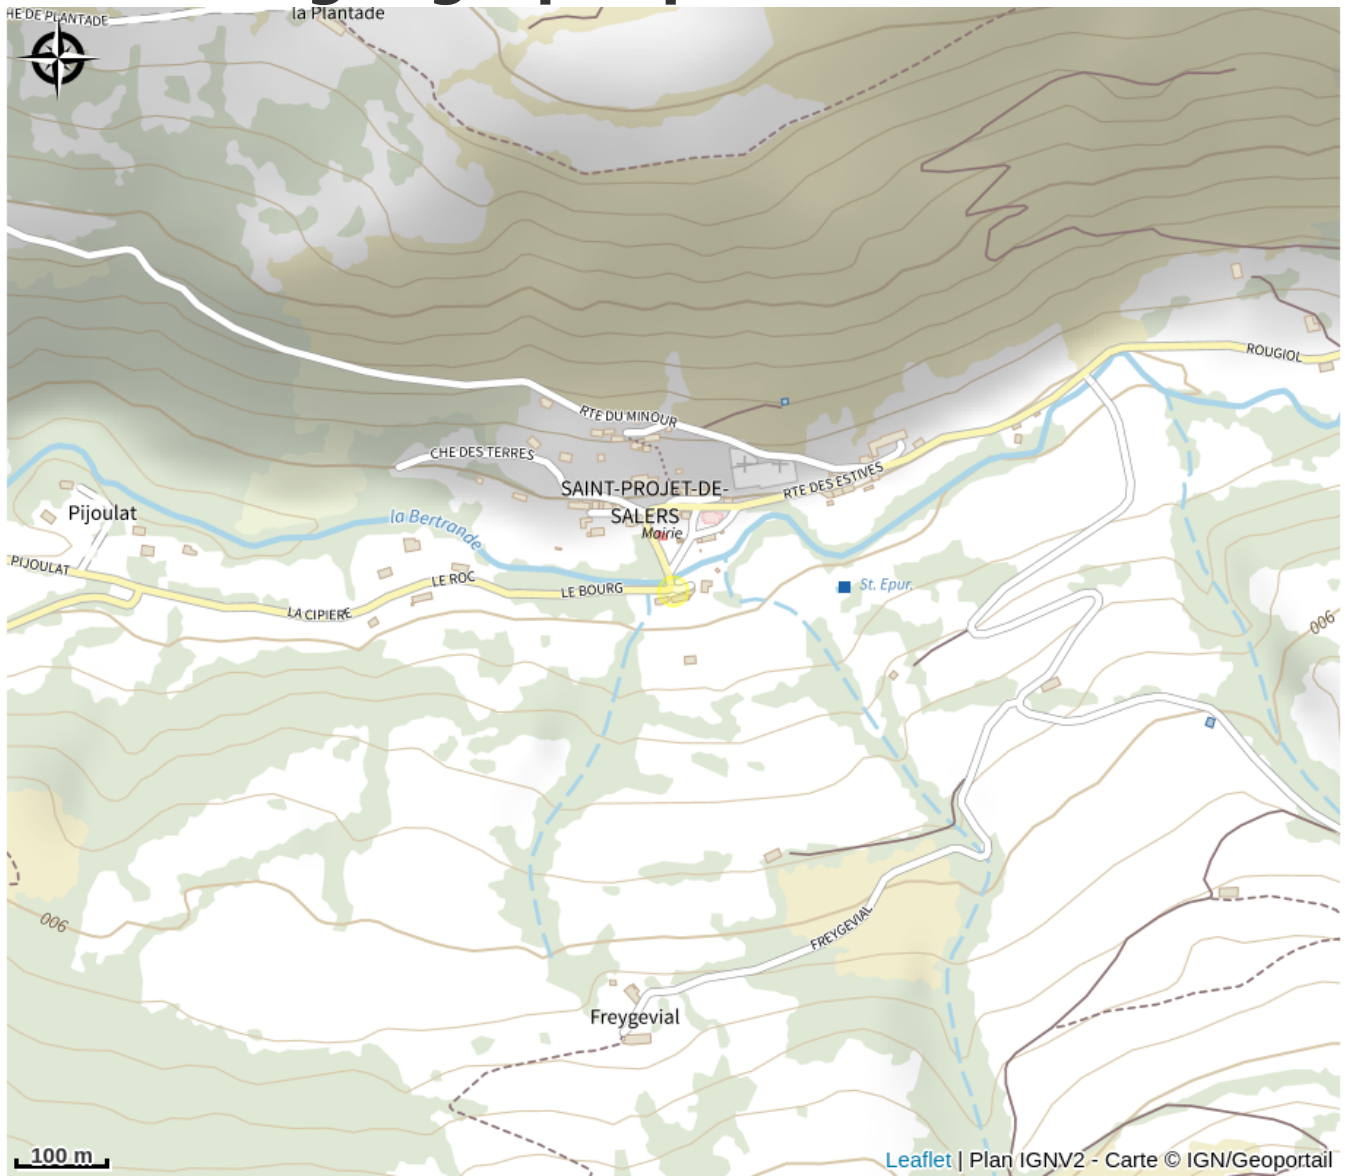 HE DE PLANTADE
la Plantade
ROUGIOL
RTE DU MINOUR
CHE DES TERRES
RTE DES ESTIVES
SAINT-PROJET-DE-
SALERS
Mairie
Pijoulat
la Bertrande
PIJOULAT
LE ROC
LE BOURG
St. Epur.
LA CIPIERE
900
900
FREYGEVIAL
Freygevial
100 m
Leaflet | Plan IGNV2 - Carte © IGN/Geoportail